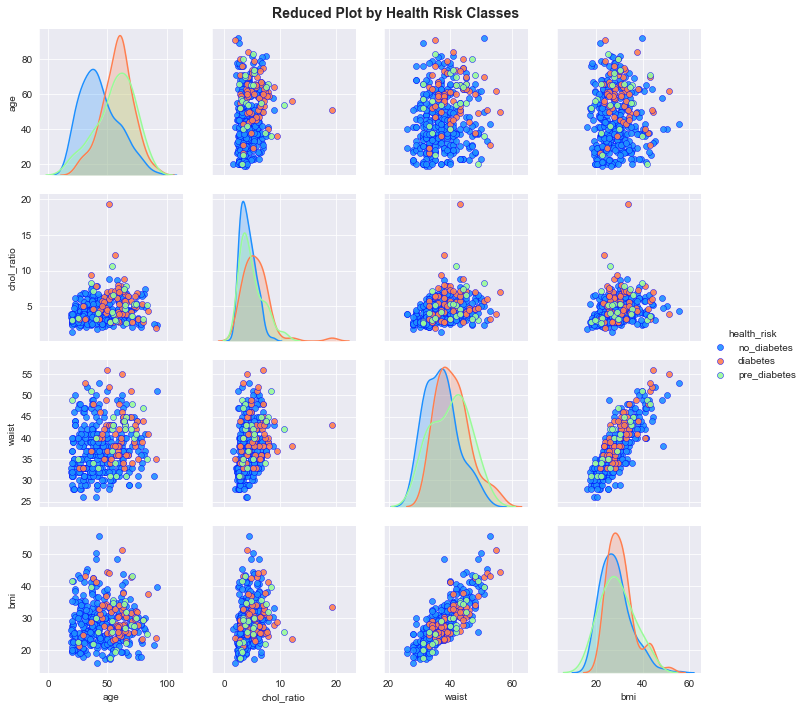 Reduced Plot by Health Risk Classes
age
80
60
40
20
chol_ratio
20
15
10
5
health_risk
no_diabetes
diabetes
pre_diabetes
waist
55
50
45
40
35
30
25
bmi
50
40
30
20
0 50 100
0 10 20
20 40 60
20 40 60
age
chol_ratio
waist
bmi